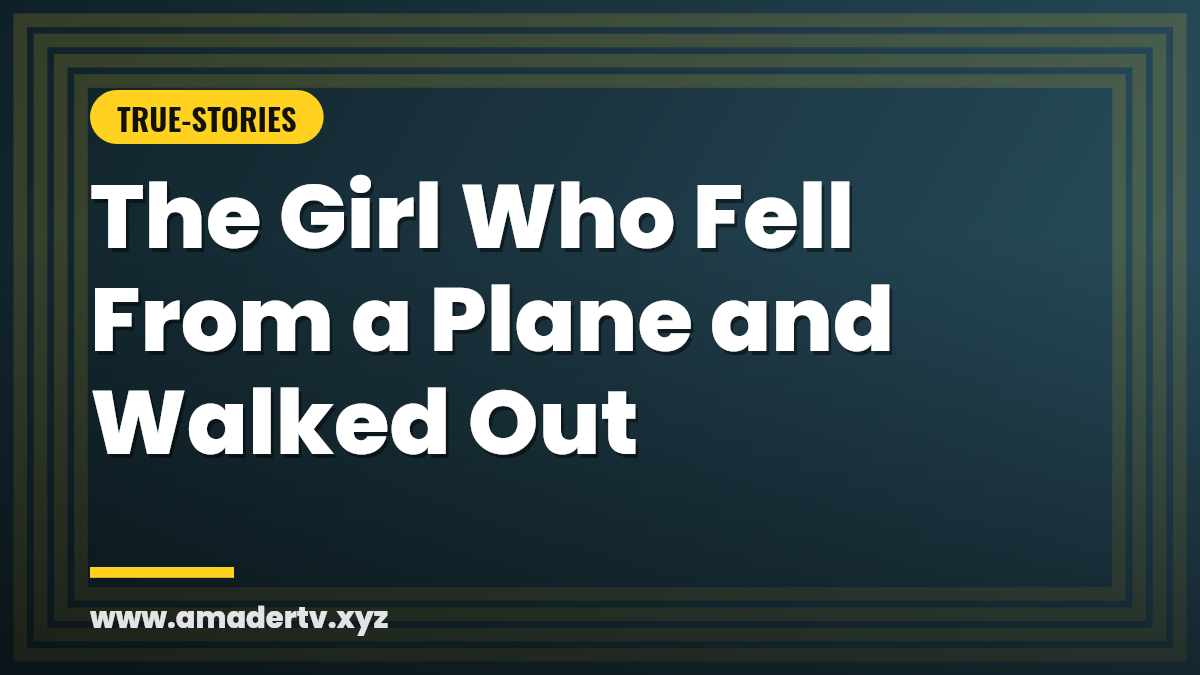 TRUE-STORIES
The Girl Who Fell
From a Plane and
Walked Out
www.amadertv.xyz